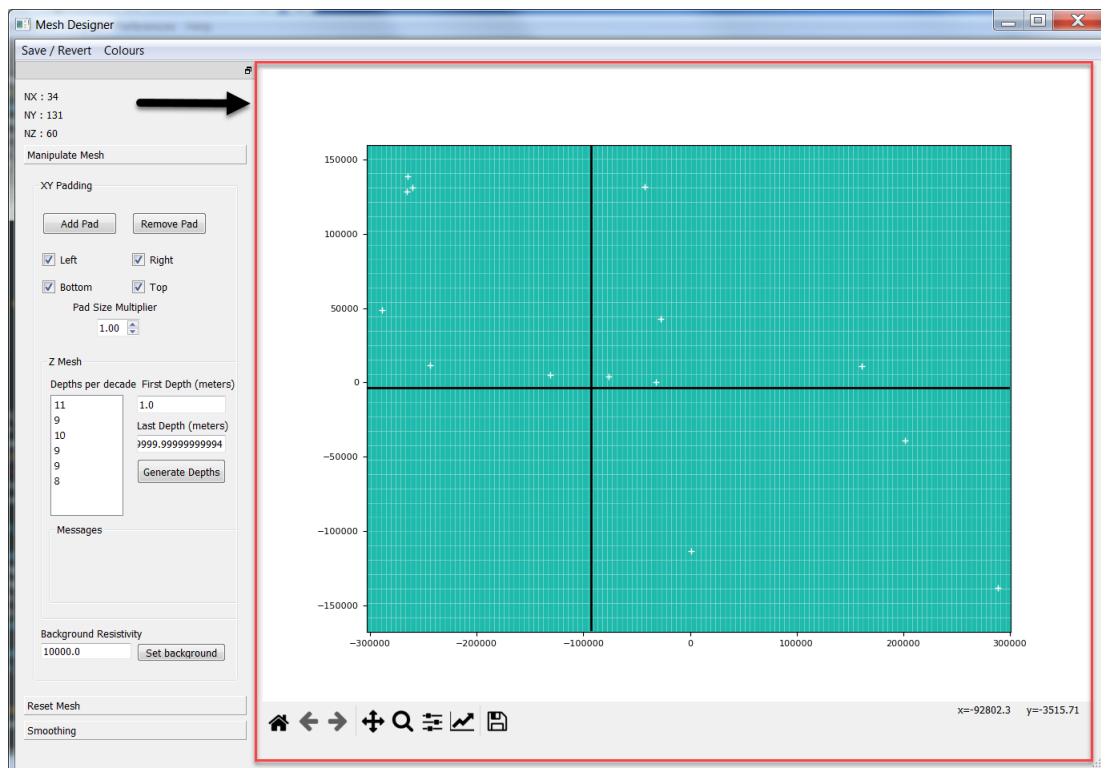 Mesh Designer
Save / Revert Colours
NX : 34
NY : 131
NZ : 60
Manipulate Mesh
XY Padding
Add Pad Remove Pad
Left Right
Bottom Top
Pad Size Multiplier
1.00
Z Mesh
Depths per decade First Depth (meters)
11
9
10
9
9
8
1.0
Last Depth (meters)
9999.99999999994
Generate Depths
Messages
Background Resistivity
10000.0 Set background
Reset Mesh
Smoothing
150000
100000
50000
0
−50000
−100000
−150000
−300000 −200000 −100000 0 100000 200000 300000
x=-92802.3 y=-3515.71